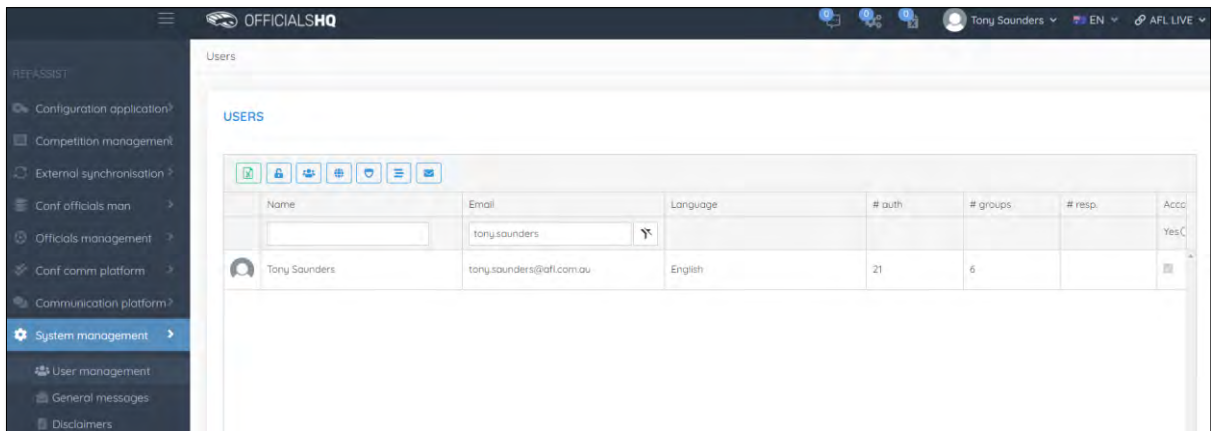 OFFICIALSHQ
0 0 0 Tony Saunders EN AFL LIVE
REFASSIST
Configuration application
Competition management
External synchronisation
Conf officials man
Officials management
Conf comm platform
Communication platform
System management
User management
General messages
Disclaimers
Users
USERS
Name Email Language # auth # groups # resp. Acco
tony.saunders Yes
Tony Saunders tony.saunders@afl.com.au English 21 6